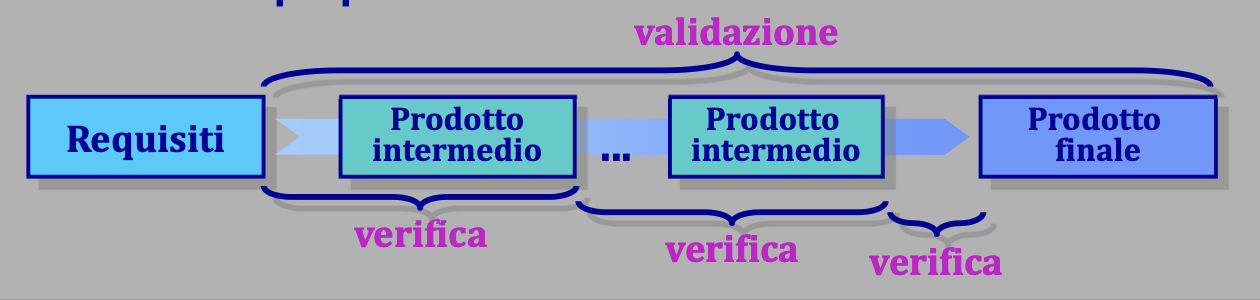 validazione
Requisiti
Prodotto
intermedio
...
Prodotto
intermedio
Prodotto
finale
verifica
verifica
verifica